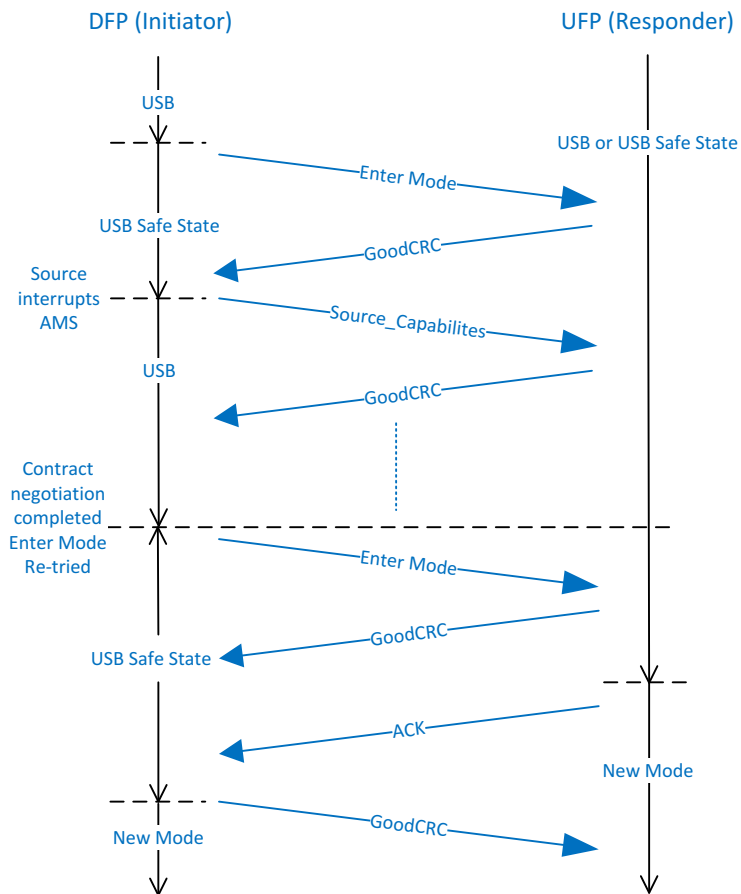 DFP (Initiator)
UFP (Responder)
USB
USB or USB Safe State
Enter Mode
USB Safe State
GoodCRC
Source
interrupts
AMS
Source_Capabilites
USB
GoodCRC
Contract
negotiation
completed
Enter Mode
Re-tried
Enter Mode
GoodCRC
USB Safe State
ACK
New Mode
GoodCRC
New Mode